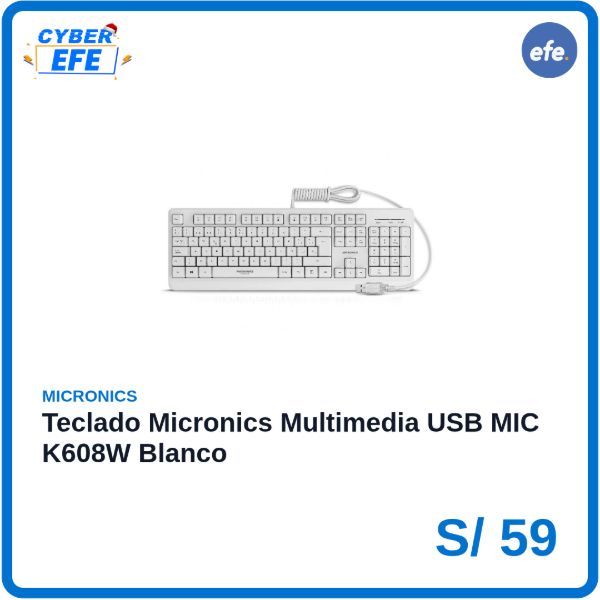 CYBER
EFE
efe.
MICRONICS
Teclado Micronics Multimedia USB MIC
K608W Blanco
S/ 59